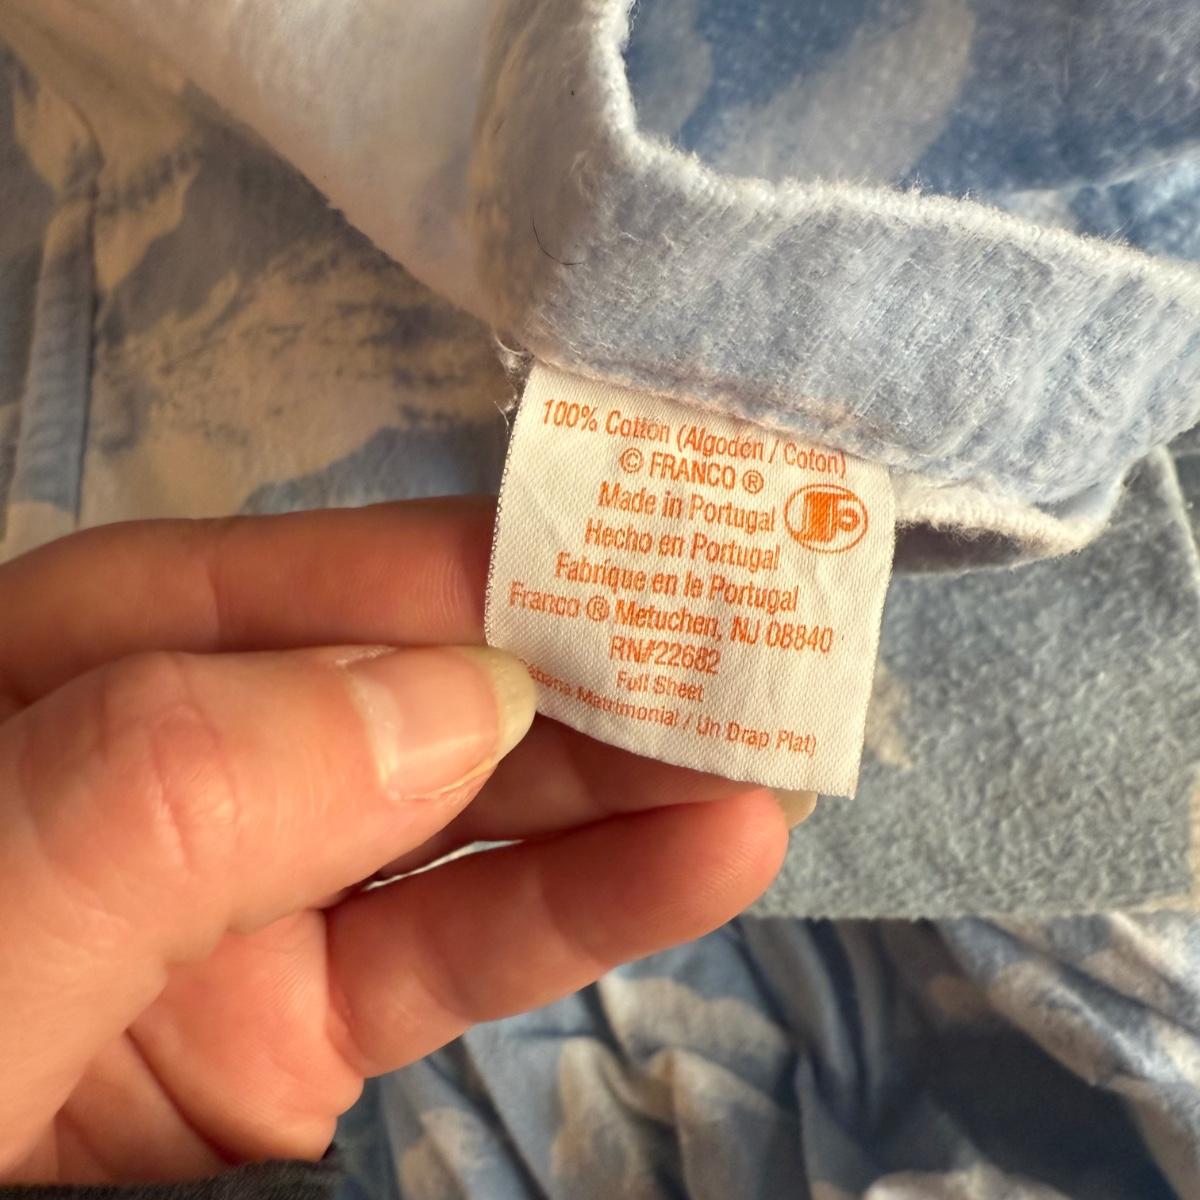 100% Cotton (Algodón / Coton)
© FRANCO ®
Made in Portugal
Hecho en Portugal
Fabrique en le Portugal
Franco ® Metuchen, NJ 08840
RN#22682
Full Sheet
Matrimonial / Un Drap Plat)